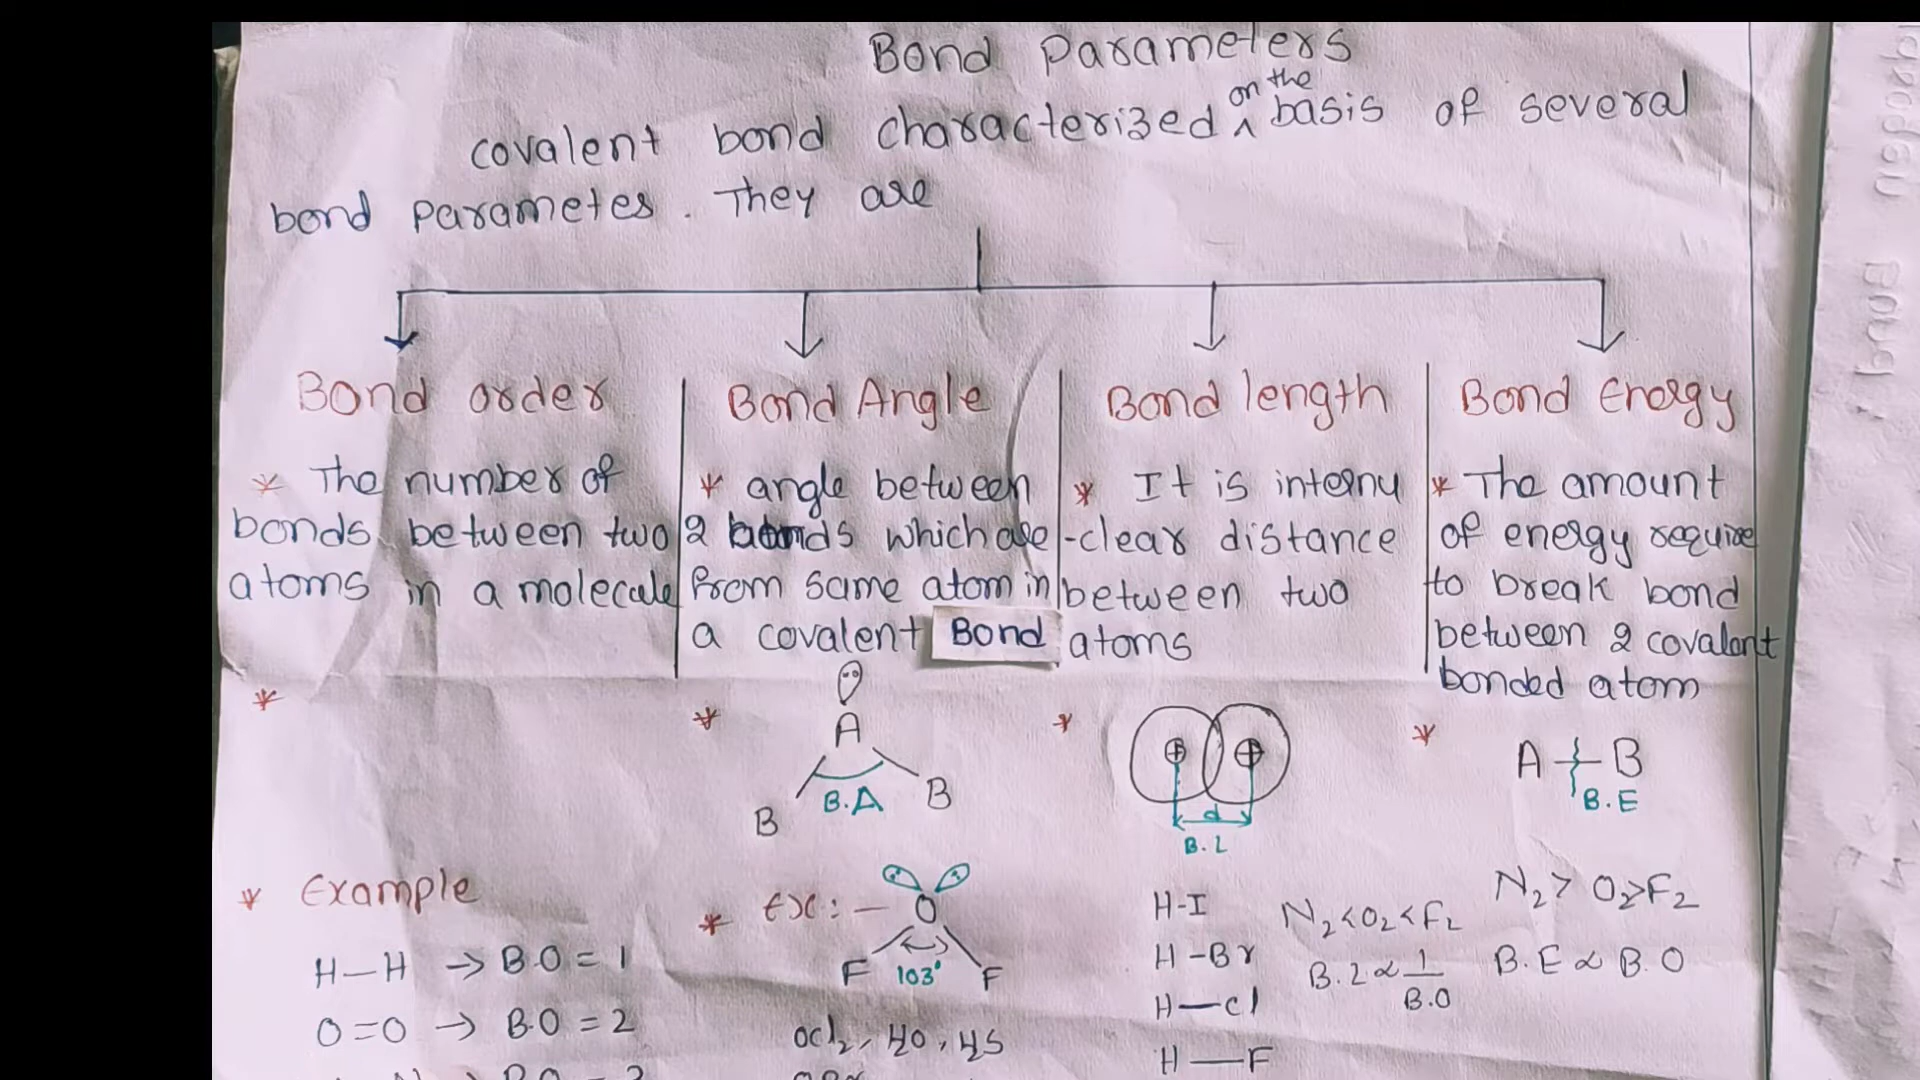 Bond Parameters
covalent bond characterized on the basis of several
bond Parametes. They are
Bond order
* The number of
bonds between two
atoms in a molecule
*
* Example
H-H → B.O = 1
O=O → B.O = 2
Bond Angle
* angle between
2 bonds which are
from same atom in
a covalent Bond
*
A
B B.A B
* Ex:-
O
F 103° F
OCl2, H2O, H2S
Bond length
* It is internu
-clear distance
between two
atoms
*
d
B.L
H-I
H-Br
H-Cl
H-F
N2<O2<F2
B.L ∝ 1/B.O
Bond Energy
* The amount
of energy require
to break bond
between 2 covalent
bonded atom
*
A B
B.E
N2>O2>F2
B.E ∝ B.O